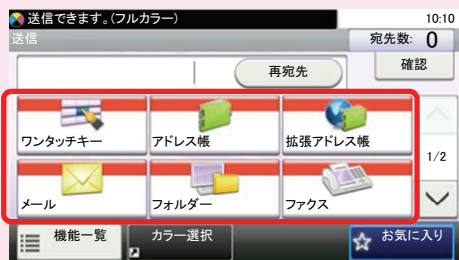 送信できます。(フルカラー) 10:10
送信 宛先数: 0
再宛先 確認
ワンタッチキー アドレス帳 拡張アドレス帳
1/2
メール フォルダー ファクス
機能一覧 カラー選択 お気に入り